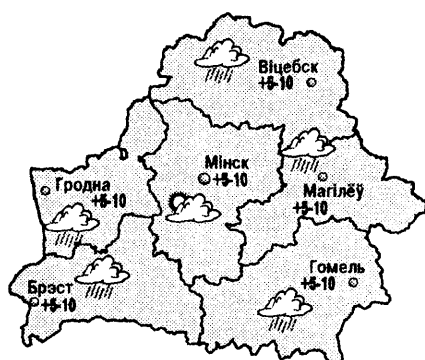 Віцебск
+5-10
Мінск
+5-10
Магілёў
+5-10
Гродна
+5-10
Гомель
+5-10
Брэст
+5-10